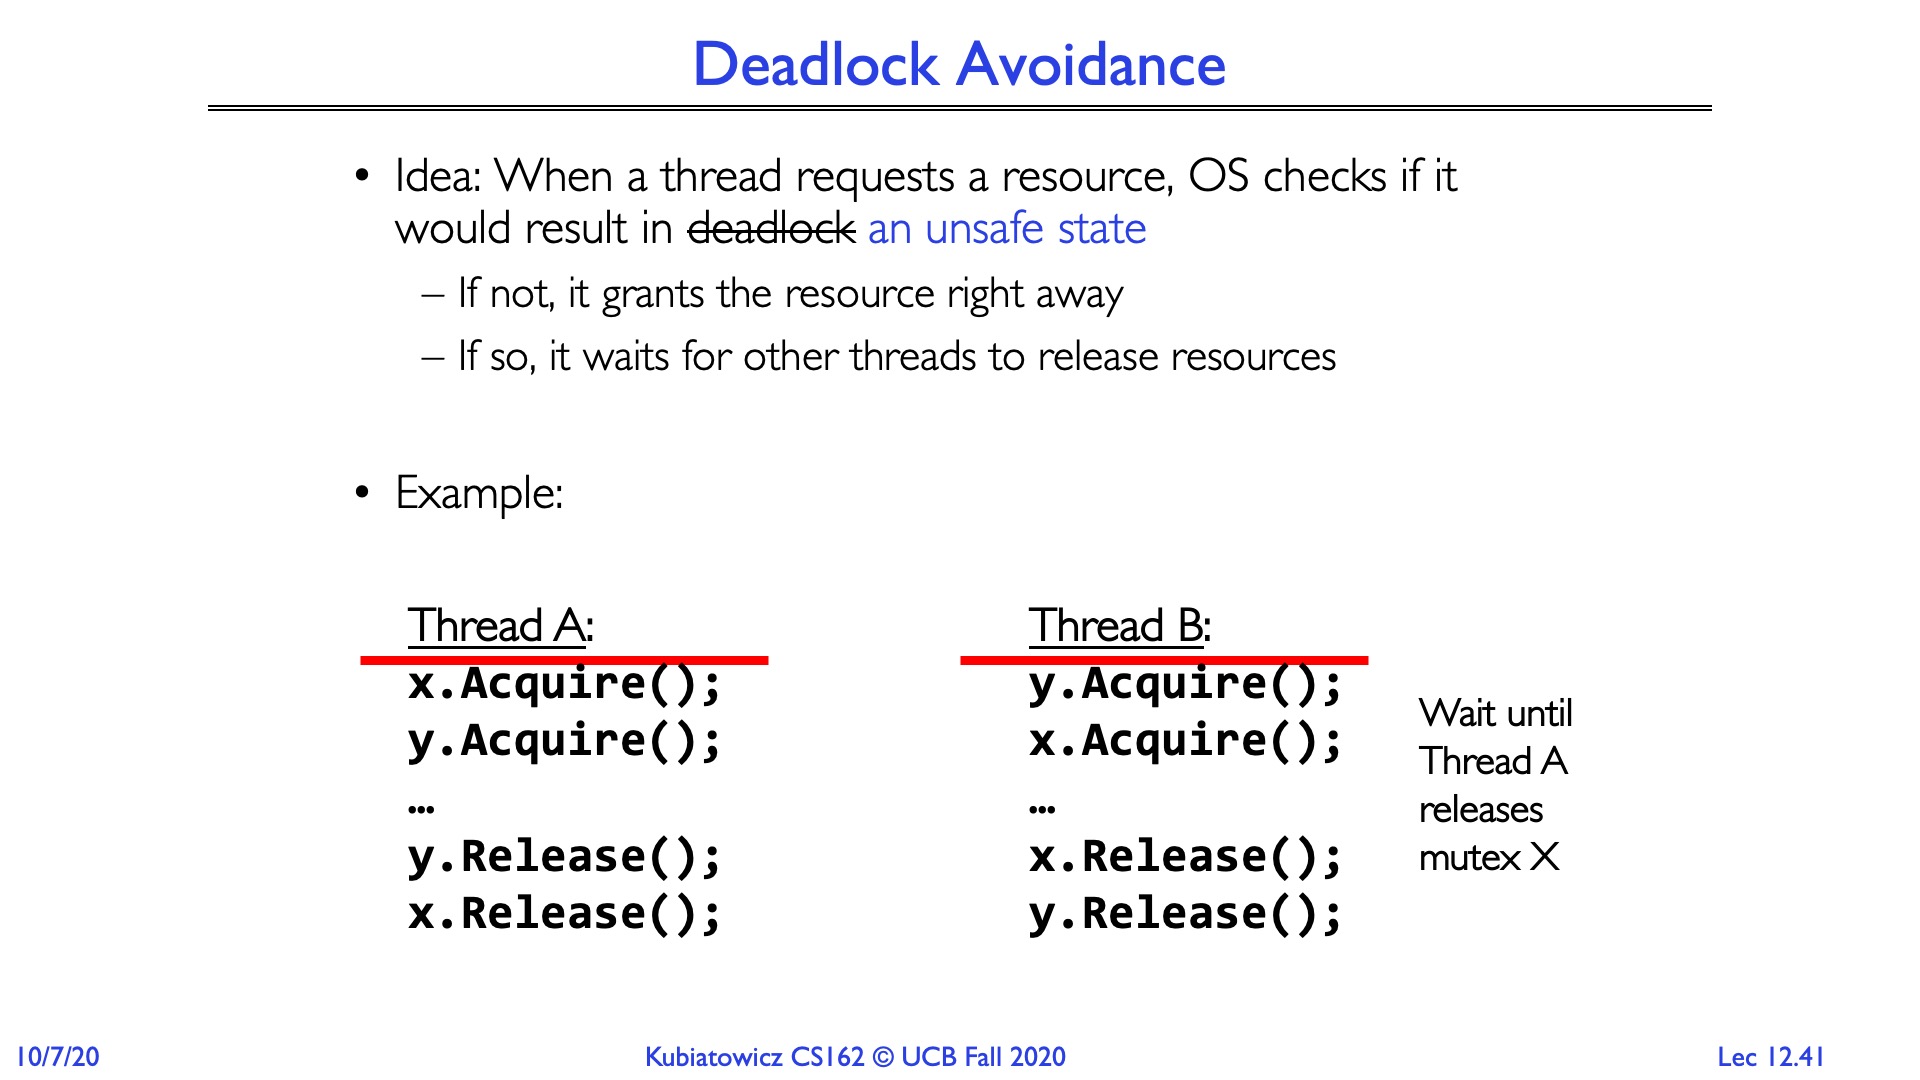 Deadlock Avoidance
• Idea: When a thread requests a resource, OS checks if it
would result in deadlock an unsafe state
– If not, it grants the resource right away
– If so, it waits for other threads to release resources
• Example:
Thread A:
x.Acquire();
y.Acquire();
…
y.Release();
x.Release();
Thread B:
y.Acquire();
x.Acquire();
…
x.Release();
y.Release();
Wait until
Thread A
releases
mutex X
10/7/20
Kubiatowicz CS162 © UCB Fall 2020
Lec 12.41